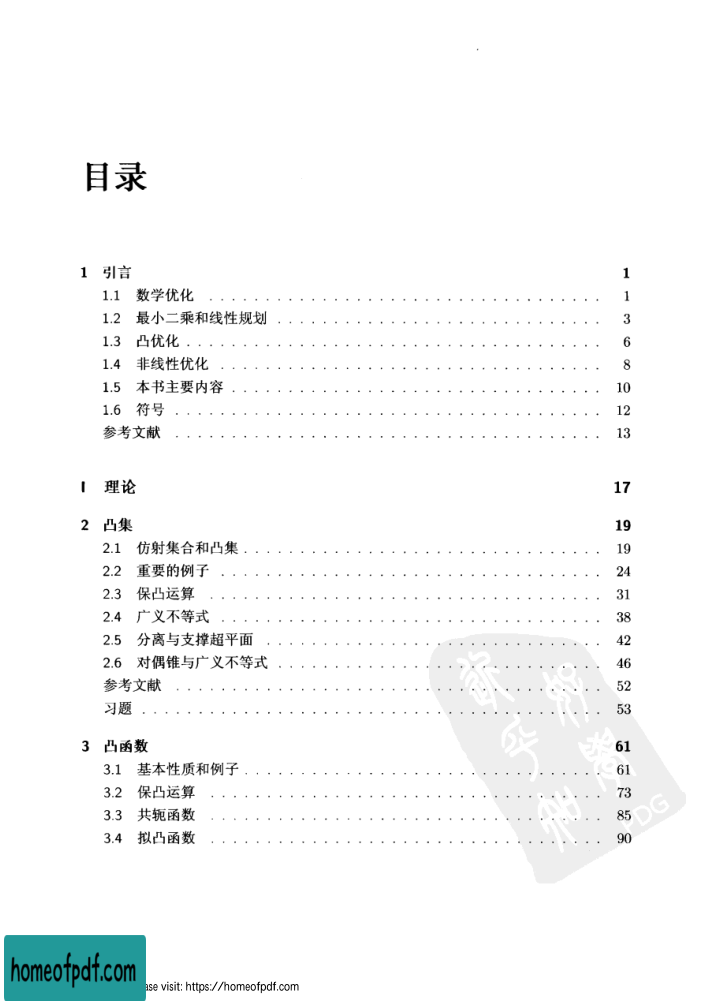 目录
1 引言 1
1.1 数学优化 . . . . . . . . . . . . . . . . . . . . . . . . . . . . . . . . . . . 1
1.2 最小二乘和线性规划 . . . . . . . . . . . . . . . . . . . . . . . . . . . . . 3
1.3 凸优化 . . . . . . . . . . . . . . . . . . . . . . . . . . . . . . . . . . . . . 6
1.4 非线性优化 . . . . . . . . . . . . . . . . . . . . . . . . . . . . . . . . . . 8
1.5 本书主要内容 . . . . . . . . . . . . . . . . . . . . . . . . . . . . . . . . . 10
1.6 符号 . . . . . . . . . . . . . . . . . . . . . . . . . . . . . . . . . . . . . . 12
参考文献 . . . . . . . . . . . . . . . . . . . . . . . . . . . . . . . . . . . . . . 13
I 理论 17
2 凸集 19
2.1 仿射集合和凸集 . . . . . . . . . . . . . . . . . . . . . . . . . . . . . . . . 19
2.2 重要的例子 . . . . . . . . . . . . . . . . . . . . . . . . . . . . . . . . . . 24
2.3 保凸运算 . . . . . . . . . . . . . . . . . . . . . . . . . . . . . . . . . . . 31
2.4 广义不等式 . . . . . . . . . . . . . . . . . . . . . . . . . . . . . . . . . . 38
2.5 分离与支撑超平面 . . . . . . . . . . . . . . . . . . . . . . . . . . . . . . 42
2.6 对偶锥与广义不等式 . . . . . . . . . . . . . . . . . . . . . . . . . . . . . 46
参考文献 . . . . . . . . . . . . . . . . . . . . . . . . . . . . . . . . . . . . . . 52
习题 . . . . . . . . . . . . . . . . . . . . . . . . . . . . . . . . . . . . . . . . . 53
3 凸函数 61
3.1 基本性质和例子 . . . . . . . . . . . . . . . . . . . . . . . . . . . . . . . . 61
3.2 保凸运算 . . . . . . . . . . . . . . . . . . . . . . . . . . . . . . . . . . . 73
3.3 共轭函数 . . . . . . . . . . . . . . . . . . . . . . . . . . . . . . . . . . . 85
3.4 拟凸函数 . . . . . . . . . . . . . . . . . . . . . . . . . . . . . . . . . . . 90
PDG
homeofpdf.com
ase visit: https://homeofpdf.com